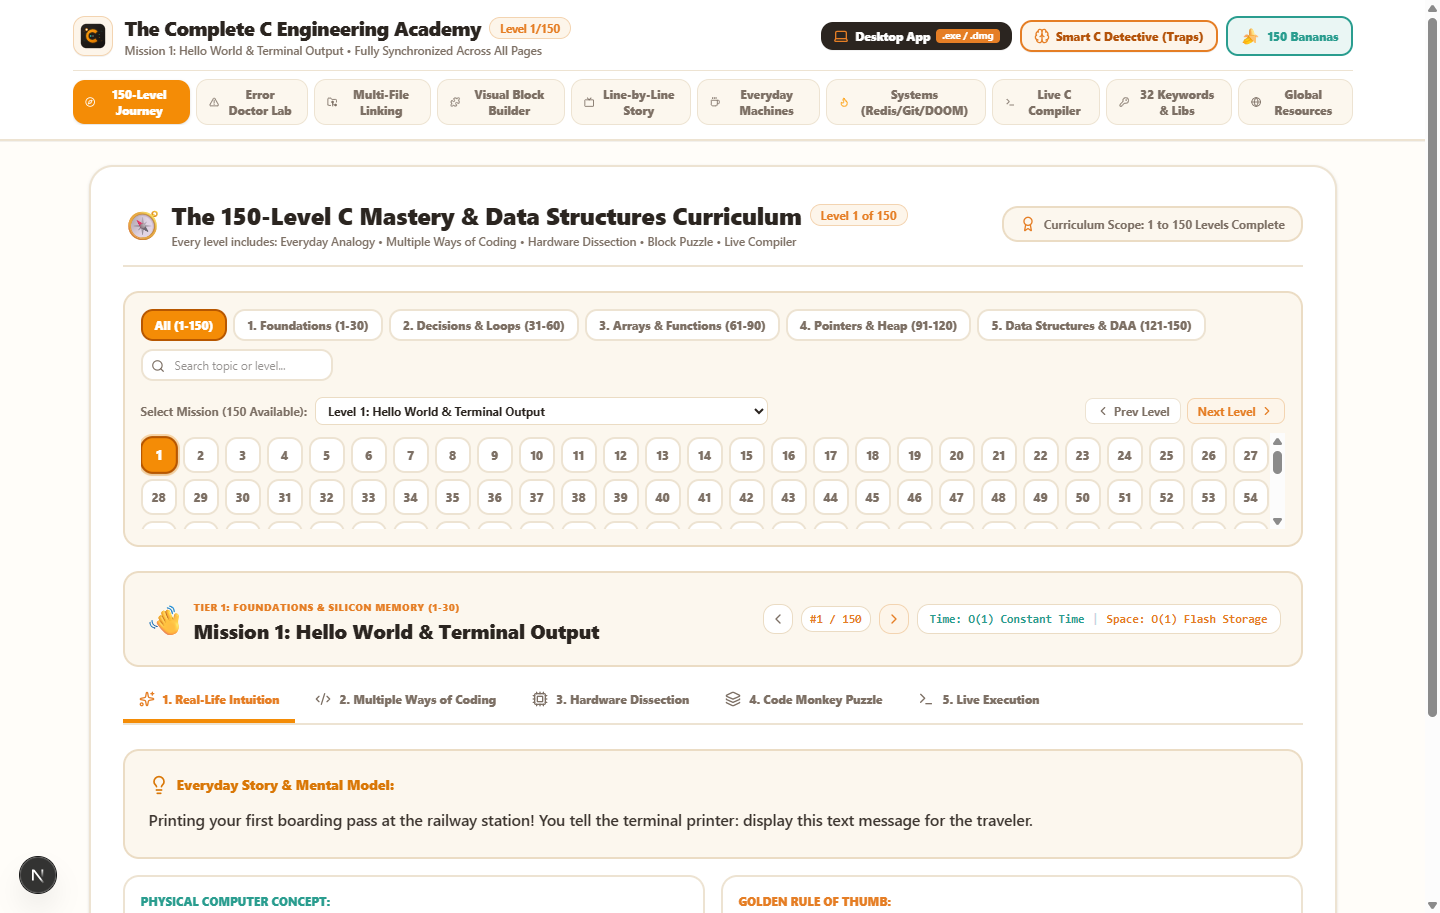 The Complete C Engineering Academy
Level 1/150
Mission 1: Hello World & Terminal Output • Fully Synchronized Across All Pages
Desktop App .exe / .dmg
Smart C Detective (Traps)
150 Bananas
150-Level
Journey
Error
Doctor Lab
Multi-File
Linking
Visual Block
Builder
Line-by-Line
Story
Everyday
Machines
Systems
(Redis/Git/DOOM)
Live C
Compiler
32 Keywords
& Libs
Global
Resources
The 150-Level C Mastery & Data Structures Curriculum
Level 1 of 150
Every level includes: Everyday Analogy • Multiple Ways of Coding • Hardware Dissection • Block Puzzle • Live Compiler
Curriculum Scope: 1 to 150 Levels Complete
All (1-150)
1. Foundations (1-30)
2. Decisions & Loops (31-60)
3. Arrays & Functions (61-90)
4. Pointers & Heap (91-120)
5. Data Structures & DAA (121-150)
Search topic or level...
Select Mission (150 Available):
Level 1: Hello World & Terminal Output
Prev Level
Next Level
1 2 3 4 5 6 7 8 9 10 11 12 13 14 15 16 17 18 19 20 21 22 23 24 25 26 27
28 29 30 31 32 33 34 35 36 37 38 39 40 41 42 43 44 45 46 47 48 49 50 51 52 53 54
TIER 1: FOUNDATIONS & SILICON MEMORY (1-30)
Mission 1: Hello World & Terminal Output
#1 / 150
Time: O(1) Constant Time | Space: O(1) Flash Storage
1. Real-Life Intuition
2. Multiple Ways of Coding
3. Hardware Dissection
4. Code Monkey Puzzle
5. Live Execution
Everyday Story & Mental Model:
Printing your first boarding pass at the railway station! You tell the terminal printer: display this text message for the traveler.
N
PHYSICAL COMPUTER CONCEPT:
GOLDEN RULE OF THUMB: